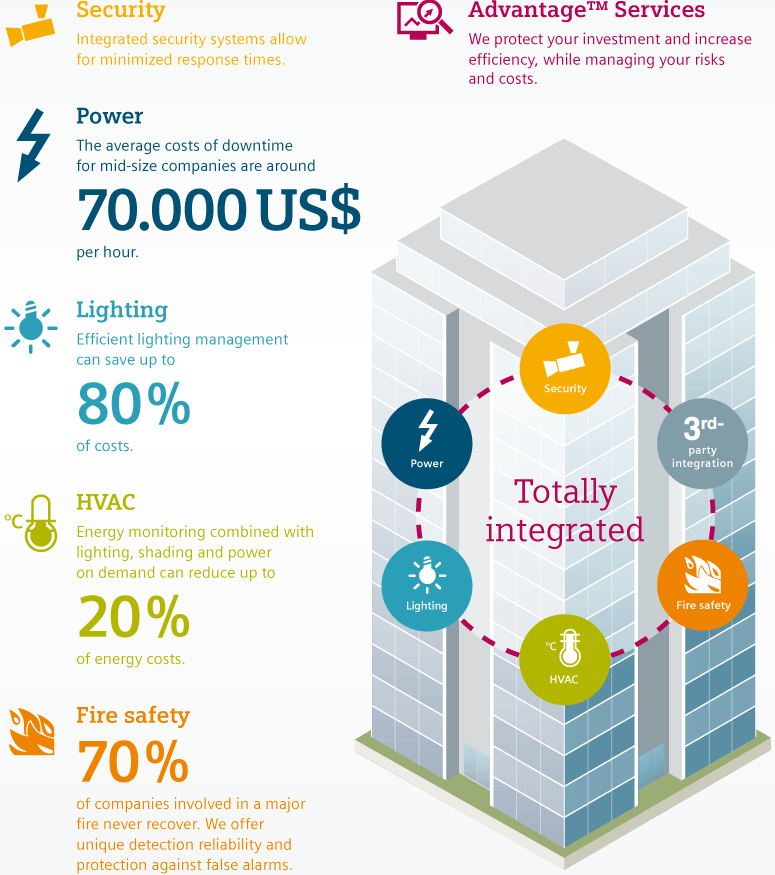 Security
Integrated security systems allow
for minimized response times.
Advantage™ Services
We protect your investment and increase
efficiency, while managing your risks
and costs.
Power
The average costs of downtime
for mid-size companies are around
70.000 US$
per hour.
Lighting
Efficient lighting management
can save up to
80%
of costs.
°C
HVAC
Energy monitoring combined with
lighting, shading and power
on demand can reduce up to
20%
of energy costs.
Fire safety
70%
of companies involved in a major
fire never recover. We offer
unique detection reliability and
protection against false alarms.
Security
Power
3rd-
party
integration
Totally
integrated
Lighting
Fire safety
°C
HVAC